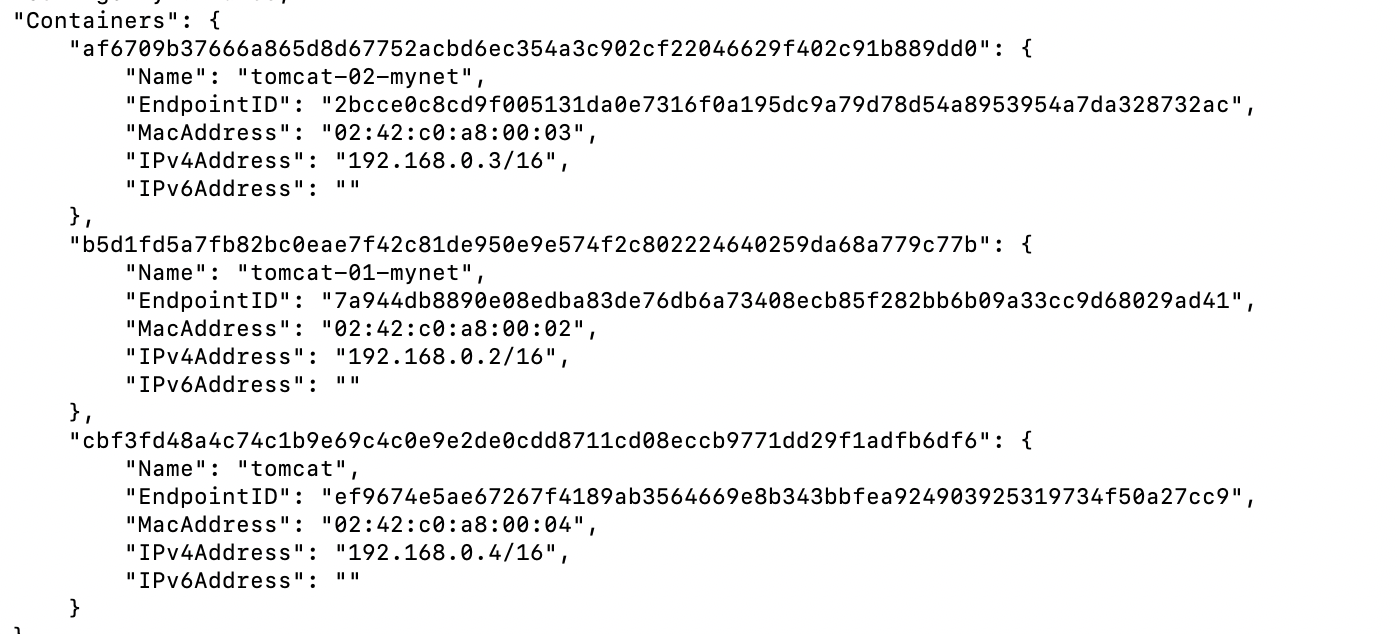 "Containers": {
    "af6709b37666a865d8d67752acbd6ec354a3c902cf22046629f402c91b889dd0": {
        "Name": "tomcat-02-mynet",
        "EndpointID": "2bcce0c8cd9f005131da0e7316f0a195dc9a79d78d54a8953954a7da328732ac",
        "MacAddress": "02:42:c0:a8:00:03",
        "IPv4Address": "192.168.0.3/16",
        "IPv6Address": ""
    },
    "b5d1fd5a7fb82bc0eae7f42c81de950e9e574f2c802224640259da68a779c77b": {
        "Name": "tomcat-01-mynet",
        "EndpointID": "7a944db8890e08edba83de76db6a73408ecb85f282bb6b09a33cc9d68029ad41",
        "MacAddress": "02:42:c0:a8:00:02",
        "IPv4Address": "192.168.0.2/16",
        "IPv6Address": ""
    },
    "cbf3fd48a4c74c1b9e69c4c0e9e2de0cdd8711cd08eccb9771dd29f1adfb6df6": {
        "Name": "tomcat",
        "EndpointID": "ef9674e5ae67267f4189ab3564669e8b343bbfea924903925319734f50a27cc9",
        "MacAddress": "02:42:c0:a8:00:04",
        "IPv4Address": "192.168.0.4/16",
        "IPv6Address": ""
    }